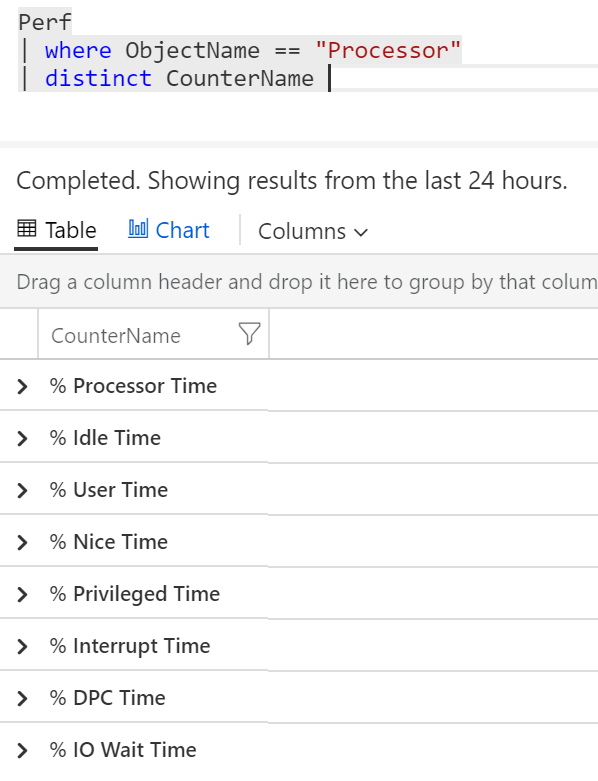 Perf
| where ObjectName == "Processor"
| distinct CounterName
Completed. Showing results from the last 24 hours.
Table Chart Columns
Drag a column header and drop it here to group by that colum
CounterName
% Processor Time
% Idle Time
% User Time
% Nice Time
% Privileged Time
% Interrupt Time
% DPC Time
% IO Wait Time